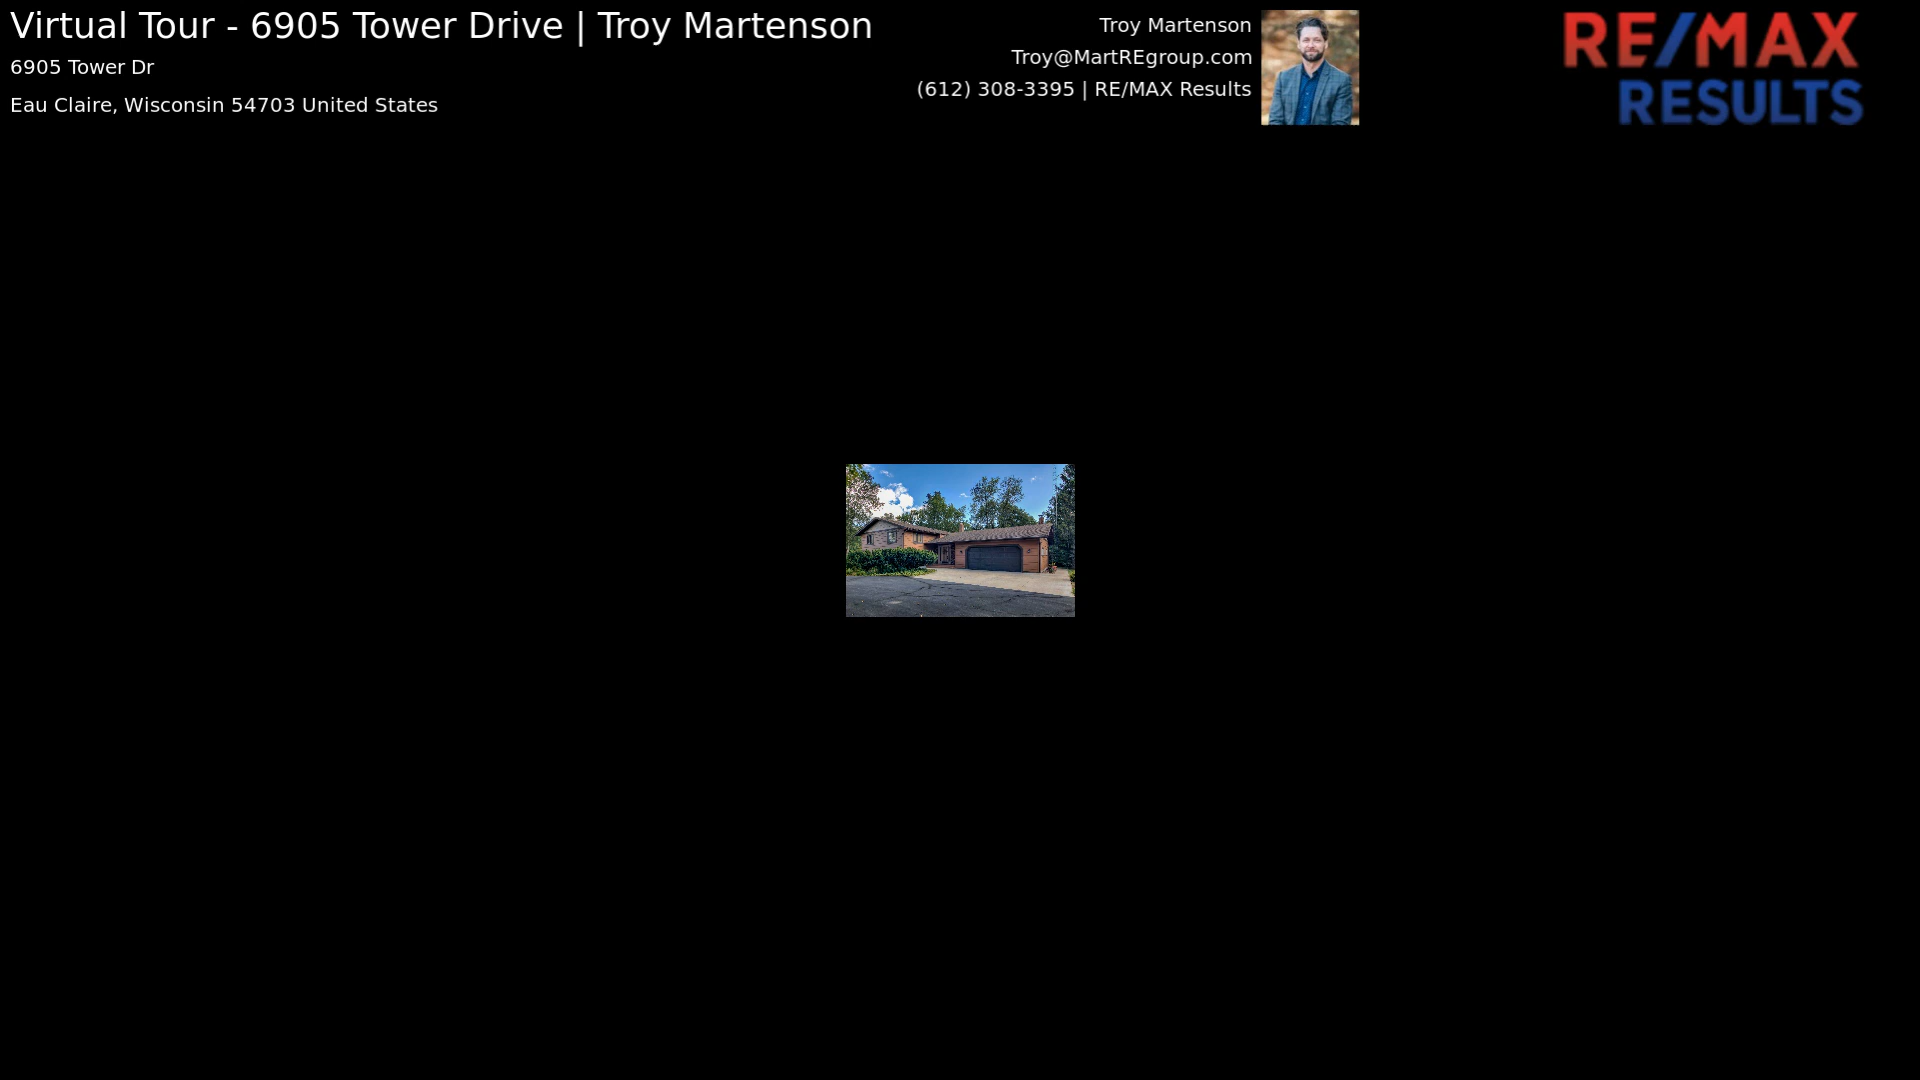 Virtual Tour - 6905 Tower Drive | Troy Martenson
6905 Tower Dr
Eau Claire, Wisconsin 54703 United States
Troy Martenson
Troy@MartREgroup.com
(612) 308-3395 | RE/MAX Results
RE/MAX
RESULTS